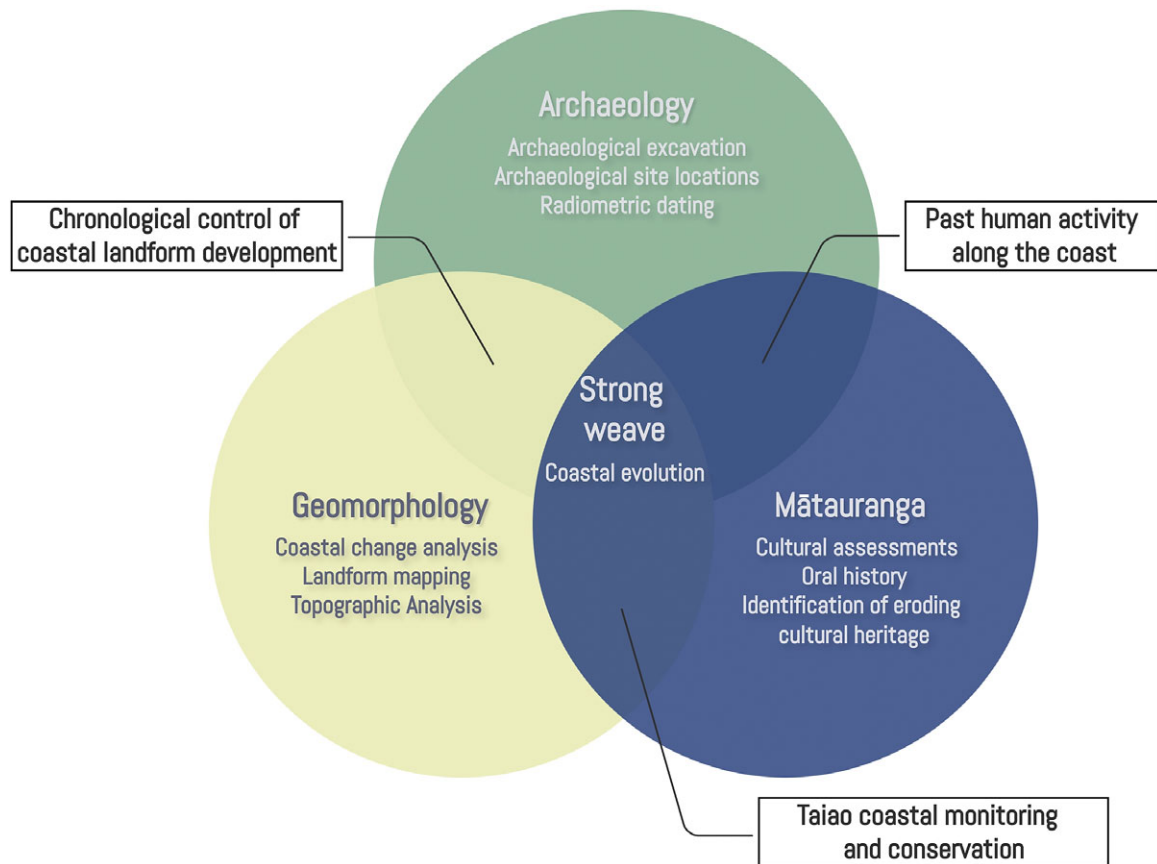 Archaeology
Archaeological excavation
Archaeological site locations
Radiometric dating
Chronological control of
coastal landform development
Past human activity
along the coast
Strong
weave
Coastal evolution
Geomorphology
Coastal change analysis
Landform mapping
Topographic Analysis
Mātauranga
Cultural assessments
Oral history
Identification of eroding
cultural heritage
Taiao coastal monitoring
and conservation